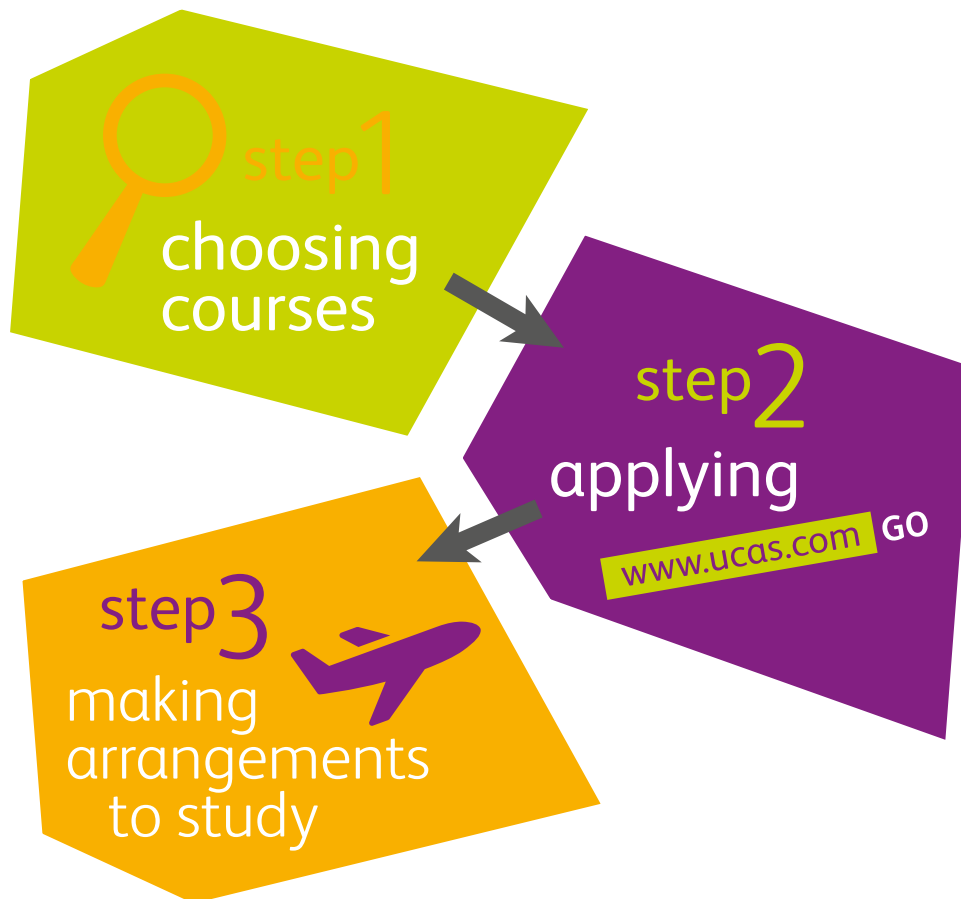 step1
choosing
courses
step2
applying
www.ucas.com GO
step3
making
arrangements
to study